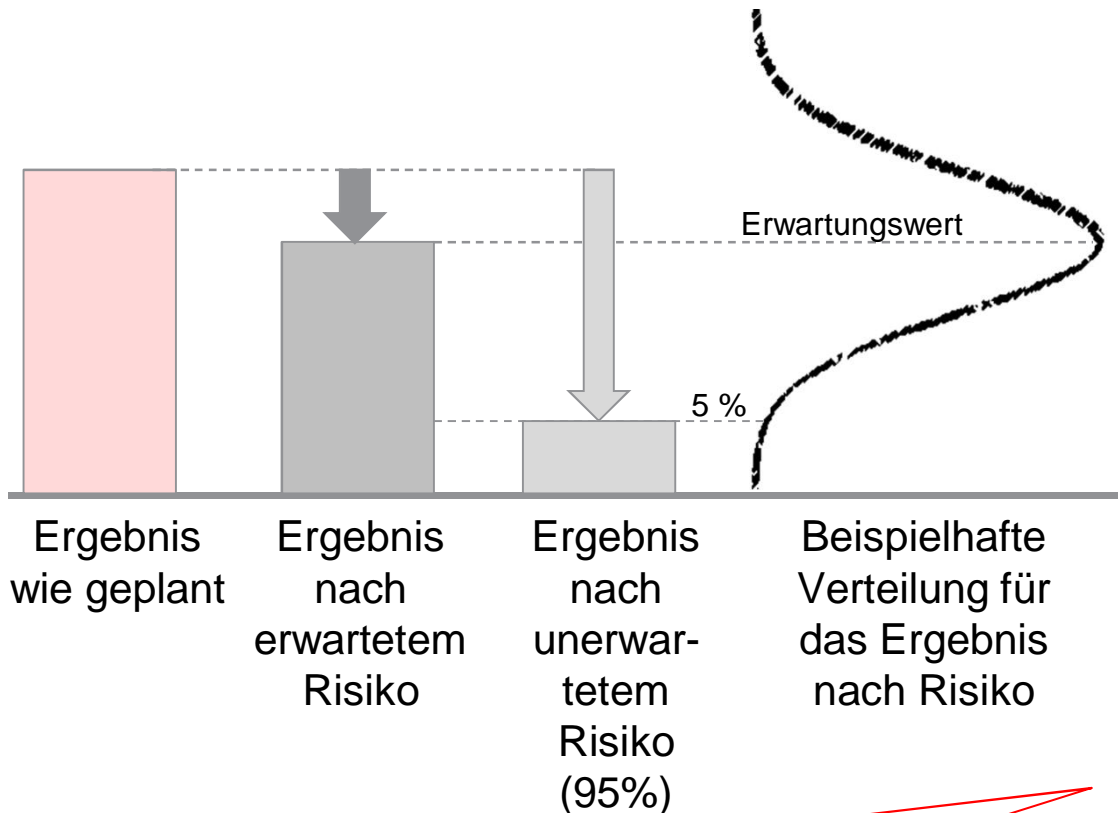 Erwartungswert
5 %
Ergebnis
wie geplant
Ergebnis
nach
erwartetem
Risiko
Ergebnis
nach
unerwar-
tetem
Risiko
(95%)
Beispielhafte
Verteilung für
das Ergebnis
nach Risiko